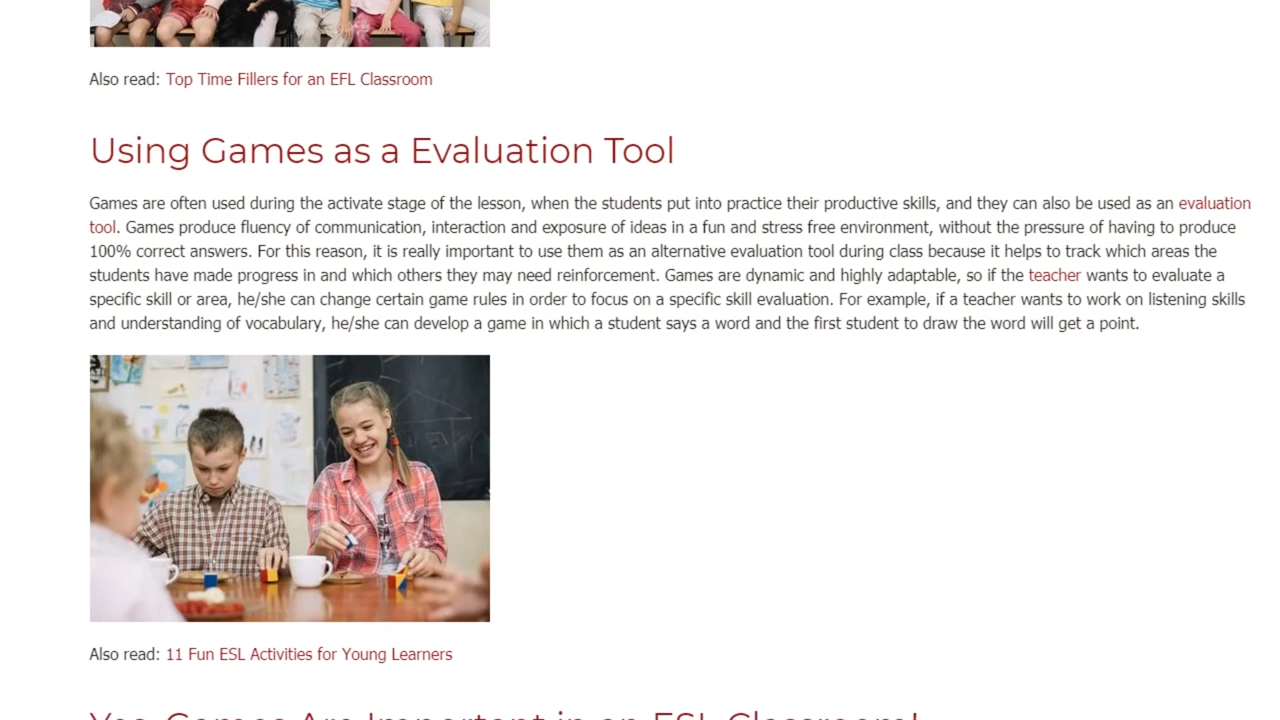 Also read: Top Time Fillers for an EFL Classroom
Using Games as a Evaluation Tool
Games are often used during the activate stage of the lesson, when the students put into practice their productive skills, and they can also be used as an evaluation
tool. Games produce fluency of communication, interaction and exposure of ideas in a fun and stress free environment, without the pressure of having to produce
100% correct answers. For this reason, it is really important to use them as an alternative evaluation tool during class because it helps to track which areas the
students have made progress in and which others they may need reinforcement. Games are dynamic and highly adaptable, so if the teacher wants to evaluate a
specific skill or area, he/she can change certain game rules in order to focus on a specific skill evaluation. For example, if a teacher wants to work on listening skills
and understanding of vocabulary, he/she can develop a game in which a student says a word and the first student to draw the word will get a point.
Also read: 11 Fun ESL Activities for Young Learners
Yes, Games Are Important in an ESL Classroom!